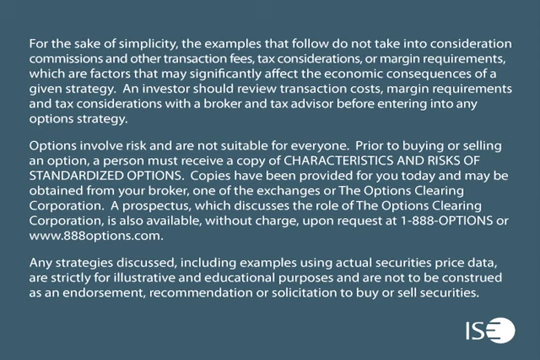 For the sake of simplicity, the examples that follow do not take into consideration
commissions and other transaction fees, tax considerations, or margin requirements,
which are factors that may significantly affect the economic consequences of a
given strategy.  An investor should review transaction costs, margin requirements
and tax considerations with a broker and tax advisor before entering into any
options strategy.
Options involve risk and are not suitable for everyone.  Prior to buying or selling
an option, a person must receive a copy of CHARACTERISTICS AND RISKS OF
STANDARDIZED OPTIONS.  Copies have been provided for you today and may be
obtained from your broker, one of the exchanges or The Options Clearing
Corporation.  A prospectus, which discusses the role of The Options Clearing
Corporation, is also available, without charge, upon request at 1-888-OPTIONS or
www.888options.com.
Any strategies discussed, including examples using actual securities price data,
are strictly for illustrative and educational purposes and are not to be construed
as an endorsement, recommendation or solicitation to buy or sell securities.
ISE